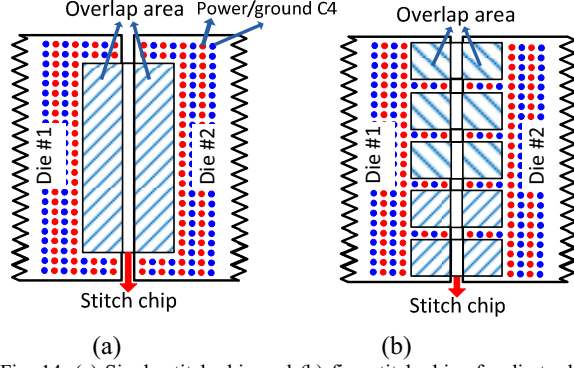 Overlap area
Power/ground C4
Die #1
Die #2
Stitch chip
(a)
Overlap area
Die #1
Die #2
Stitch chip
(b)